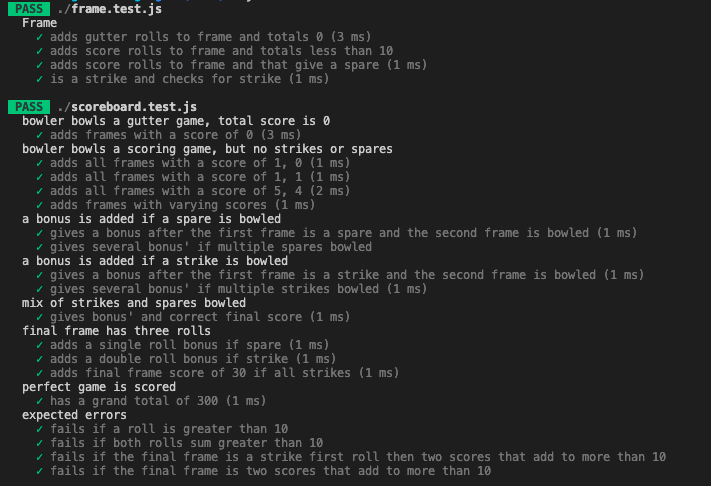 PASS ./frame.test.js
Frame
✓ adds gutter rolls to frame and totals 0 (3 ms)
✓ adds score rolls to frame and totals less than 10
✓ adds score rolls to frame and that give a spare (1 ms)
✓ is a strike and checks for strike (1 ms)
PASS ./scoreboard.test.js
bowler bowls a gutter game, total score is 0
✓ adds frames with a score of 0 (3 ms)
bowler bowls a scoring game, but no strikes or spares
✓ adds all frames with a score of 1, 0 (1 ms)
✓ adds all frames with a score of 1, 1 (1 ms)
✓ adds all frames with a score of 5, 4 (2 ms)
✓ adds frames with varying scores (1 ms)
a bonus is added if a spare is bowled
✓ gives a bonus after the first frame is a spare and the second frame is bowled (1 ms)
✓ gives several bonus' if multiple spares bowled
a bonus is added if a strike is bowled
✓ gives a bonus after the first frame is a strike and the second frame is bowled (1 ms)
✓ gives several bonus' if multiple strikes bowled (1 ms)
mix of strikes and spares bowled
✓ gives bonus' and correct final score (1 ms)
final frame has three rolls
✓ adds a single roll bonus if spare (1 ms)
✓ adds a double roll bonus if strike (1 ms)
✓ adds final frame score of 30 if all strikes (1 ms)
perfect game is scored
✓ has a grand total of 300 (1 ms)
expected errors
✓ fails if a roll is greater than 10
✓ fails if both rolls sum greater than 10
✓ fails if the final frame is a strike first roll then two scores that add to more than 10
✓ fails if the final frame is two scores that add to more than 10